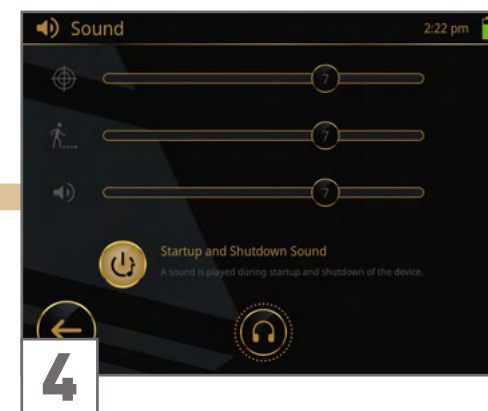 Sound
2:22 pm
7
7
7
Startup and Shutdown Sound
A sound is played during startup and shutdown of the device.
4